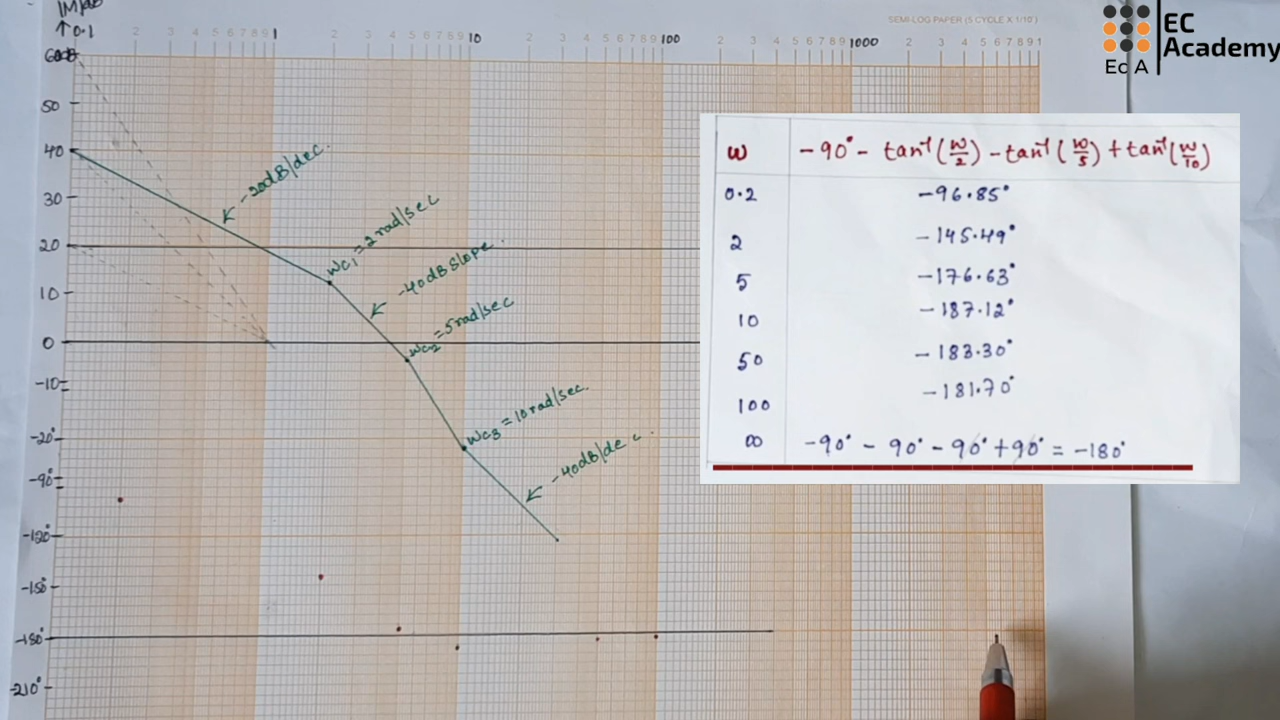 |M|dB
SEMI-LOG PAPER (5 CYCLE X 1/10')
EC
Academy
Ec A
↑0.1 2 3 4 5 6 7 8 9 1 2 3 4 5 6 7 8 9 10 2 3 4 5 6 7 8 9 100 2 3 4 5 6 7 8 9 1000 2 3 4 5 6 7 8 9 1
60dB
50
40
30
20
10
0
-10
-20
-90°
-120°
-150°
-180°
-210°
-20dB/dec.
wc₁ = 2 rad/sec
-40dB slope.
wc₂ = 5 rad/sec
wc₃ = 10 rad/sec.
-40dB/dec.
w -90° - tan⁻¹(w/2) - tan⁻¹(w/5) + tan⁻¹(w/10)
0.2 -96.85°
2 -145.49°
5 -176.63°
10 -187.12°
50 -183.30°
100 -181.70°
∞ -90° - 90° - 90° + 90° = -180°